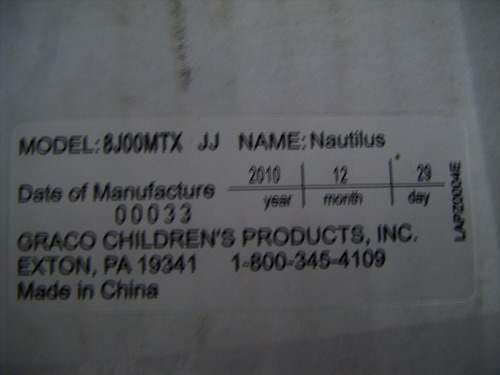 MODEL: 8J00MTX JJ NAME: Nautilus
Date of Manufacture 2010 12 29
year month day
00033
GRACO CHILDREN'S PRODUCTS, INC.
EXTON, PA 19341 1-800-345-4109
Made in China
LAPZ0004E